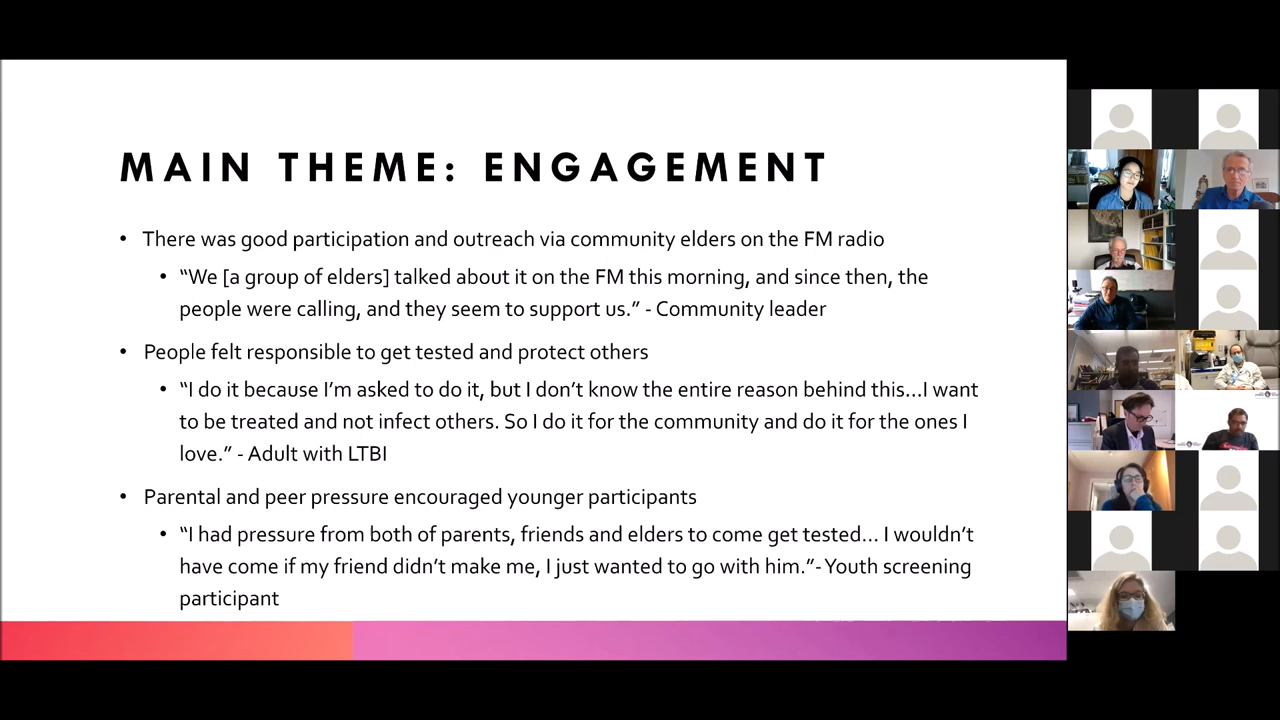 MAIN THEME: ENGAGEMENT
• There was good participation and outreach via community elders on the FM radio
• “We [a group of elders] talked about it on the FM this morning, and since then, the
people were calling, and they seem to support us.” - Community leader
• People felt responsible to get tested and protect others
• “I do it because I’m asked to do it, but I don’t know the entire reason behind this…I want
to be treated and not infect others. So I do it for the community and do it for the ones I
love.” - Adult with LTBI
• Parental and peer pressure encouraged younger participants
• “I had pressure from both of parents, friends and elders to come get tested… I wouldn’t
have come if my friend didn’t make me, I just wanted to go with him.”- Youth screening
participant